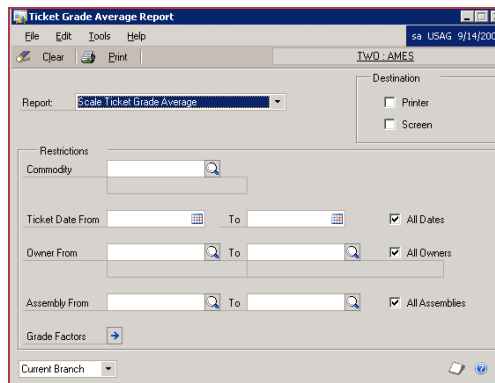 Ticket Grade Average Report
File Edit Tools Help
sa USAG 9/14/200
Clear Print TWO : AMES
Destination
Report: Scale Ticket Grade Average
Printer
Screen
Restrictions
Commodity
Ticket Date From To All Dates
Owner From To All Owners
Assembly From To All Assemblies
Grade Factors
Current Branch